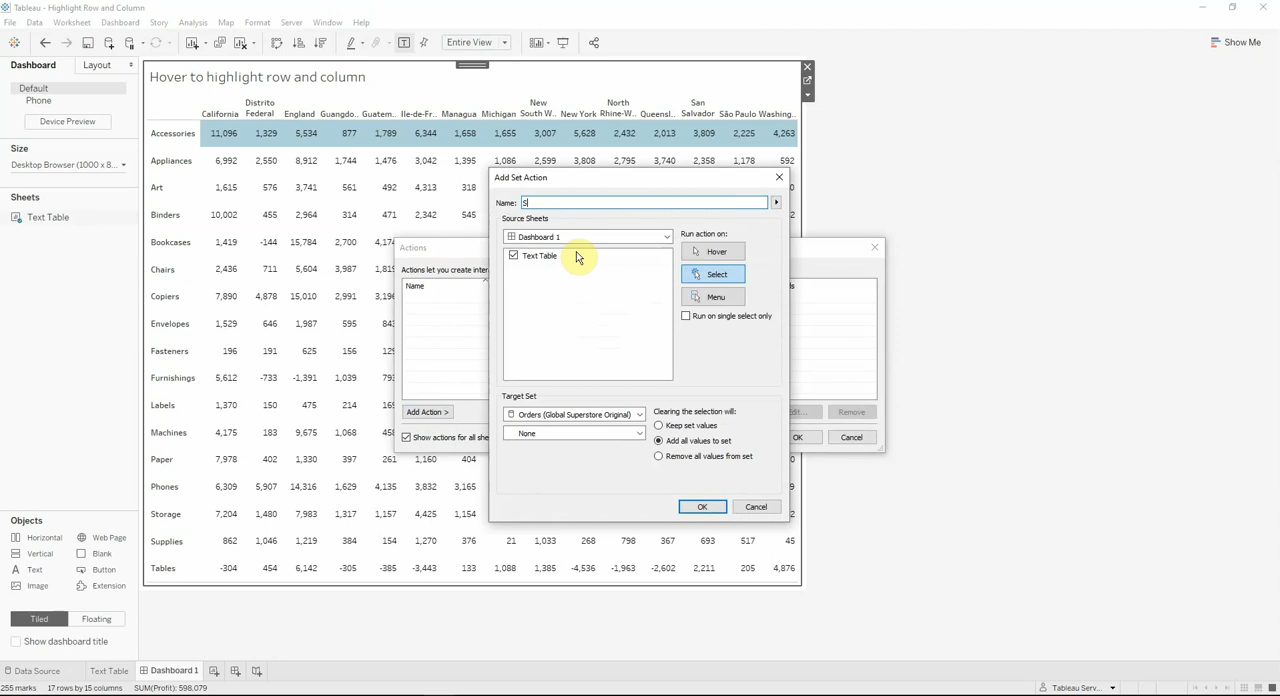 Tableau - Highlight Row and Column
File Data Worksheet Dashboard Story Analysis Map Format Server Window Help
Entire View
Show Me
Dashboard Layout
Default
Phone
Device Preview
Size
Desktop Browser (1000 x 8...
Sheets
Text Table
Objects
Horizontal Web Page
Vertical Blank
Text Button
Image Extension
Tiled Floating
Show dashboard title
Hover to highlight row and column
California Distrito Federal England Guangdo.. Guatem.. Ile-de-Fr.. Managua Michigan New South W.. New York North Rhine-W.. Queensl.. San Salvador São Paulo Washing..
Accessories 11,096 1,329 5,534 877 1,789 6,344 1,658 1,655 3,007 5,628 2,432 2,013 3,809 2,225 4,263
Appliances 6,992 2,550 8,912 1,744 1,476 3,042 1,395 1,086 2,599 3,808 2,795 3,740 2,358 1,178 592
Art 1,615 576 3,741 561 492 4,313 318
Binders 10,002 455 2,964 314 471 2,342 545
Bookcases 1,419 -144 15,784 2,700
Chairs 2,436 711 5,604 3,987
Copiers 7,890 4,878 15,010 2,991
Envelopes 1,529 646 1,987 595
Fasteners 196 191 625 156
Furnishings 5,612 -733 -1,391 1,039
Labels 1,370 150 475 214
Machines 4,175 183 9,675 1,068
Paper 7,978 402 1,330 397 261 1,160 404
Phones 6,309 5,907 14,316 1,629 4,135 3,832 3,165
Storage 7,204 1,480 7,983 1,317 1,157 4,425 1,154
Supplies 862 1,046 1,219 384 154 1,270 376 21 1,033 268 798 367 693 517 45
Tables -304 454 6,142 -305 -385 -3,443 133 1,088 1,385 -4,536 -1,963 -2,602 2,211 205 4,876
Actions
Actions let you create inter
Name
Add Action >
Edit... Remove
Show actions for all she
OK Cancel
Add Set Action
Name: S
Source Sheets
Dashboard 1
Text Table
Run action on:
Hover
Select
Menu
Run on single select only
Target Set
Orders (Global Superstore Original)
None
Clearing the selection will:
Keep set values
Add all values to set
Remove all values from set
OK Cancel
Data Source Text Table Dashboard 1
255 marks 17 rows by 15 columns SUM(Profit): 598,079
Tableau Serv...